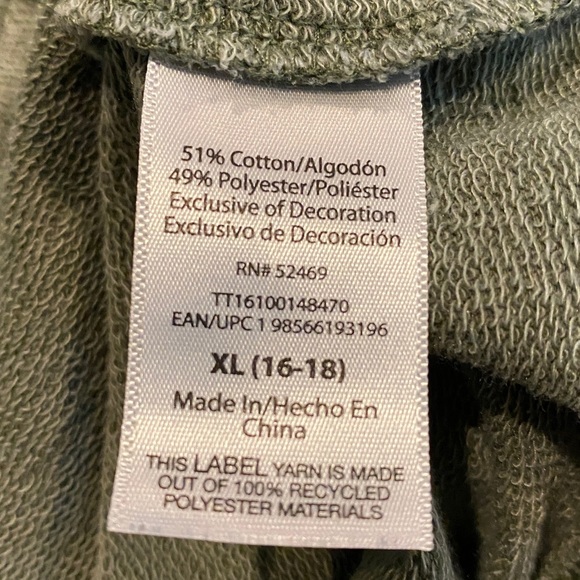 51% Cotton/Algodón
49% Polyester/Poliéster
Exclusive of Decoration
Exclusivo de Decoración
RN# 52469
TT16100148470
EAN/UPC 1 98566193196
XL (16-18)
Made In/Hecho En
China
THIS LABEL YARN IS MADE
OUT OF 100% RECYCLED
POLYESTER MATERIALS